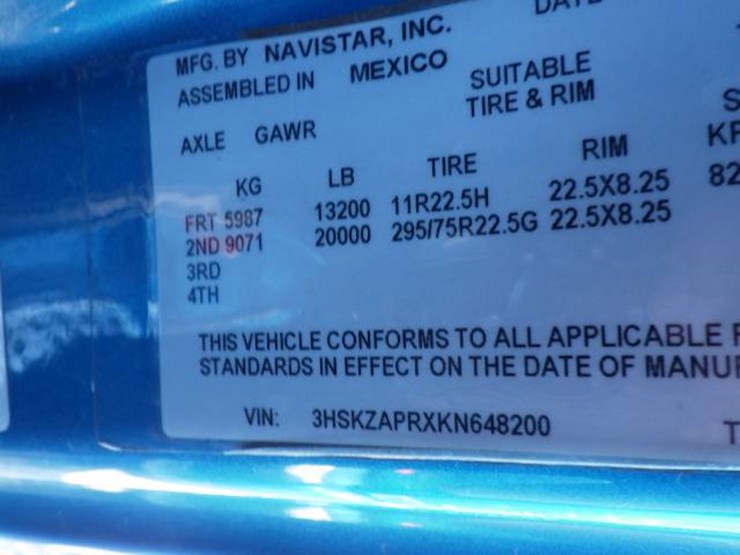 MFG. BY NAVISTAR, INC.
ASSEMBLED IN MEXICO
SUITABLE
TIRE & RIM
AXLE GAWR
KG LB TIRE RIM
FRT 5987 13200 11R22.5H 22.5X8.25 82
2ND 9071 20000 295/75R22.5G 22.5X8.25
3RD
4TH
THIS VEHICLE CONFORMS TO ALL APPLICABLE
STANDARDS IN EFFECT ON THE DATE OF
VIN: 3HSKZAPRXKN648200